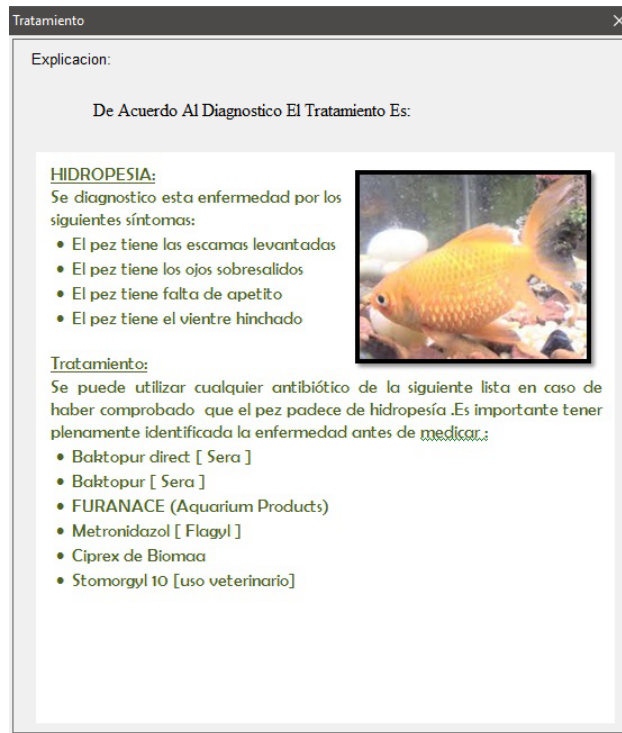 Tratamiento
Explicacion:
De Acuerdo Al Diagnostico El Tratamiento Es:
HIDROPESIA:
Se diagnostico esta enfermedad por los
siguientes síntomas:
• El pez tiene las escamas levantadas
• El pez tiene los ojos sobresalidos
• El pez tiene falta de apetito
• El pez tiene el vientre hinchado
Tratamiento:
Se puede utilizar cualquier antibiótico de la siguiente lista en caso de
haber comprobado que el pez padece de hidropesía .Es importante tener
plenamente identificada la enfermedad antes de medicar.:
• Baktopur direct [ Sera ]
• Baktopur [ Sera ]
• FURANACE (Aquarium Products)
• Metronidazol [ Flagyl ]
• Ciprex de Biomaa
• Stomorgyl 10 [uso veterinario]